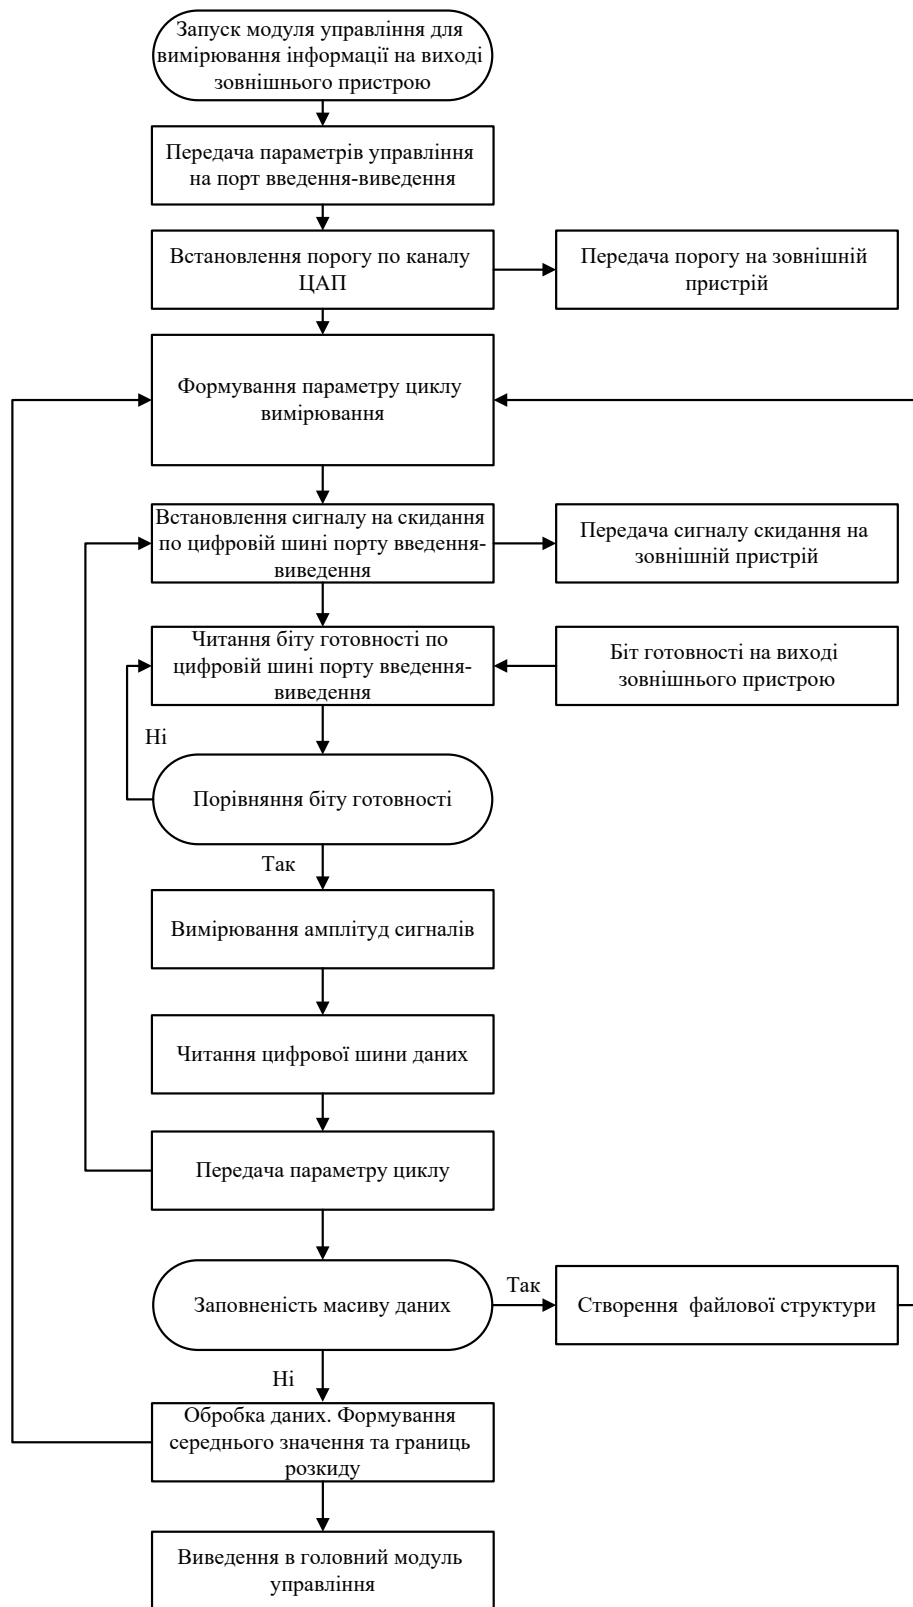 Запуск модуля управління для
вимірювання інформації на виході
зовнішнього пристрою
Передача параметрів управління
на порт введення-виведення
Встановлення порогу по каналу
ЦАП
Передача порогу на зовнішній
пристрій
Формування параметру циклу
вимірювання
Встановлення сигналу на скидання
по цифровій шині порту введення-
виведення
Передача сигналу скидання на
зовнішній пристрій
Читання біту готовності по
цифровій шині порту введення-
виведення
Біт готовності на виході
зовнішнього пристрою
Ні
Порівняння біту готовності
Так
Вимірювання амплітуд сигналів
Читання цифрової шини даних
Передача параметру циклу
Заповненість масиву даних
Так
Створення файлової структури
Ні
Обробка даних. Формування
середнього значення та границь
розкиду
Виведення в головний модуль
управління